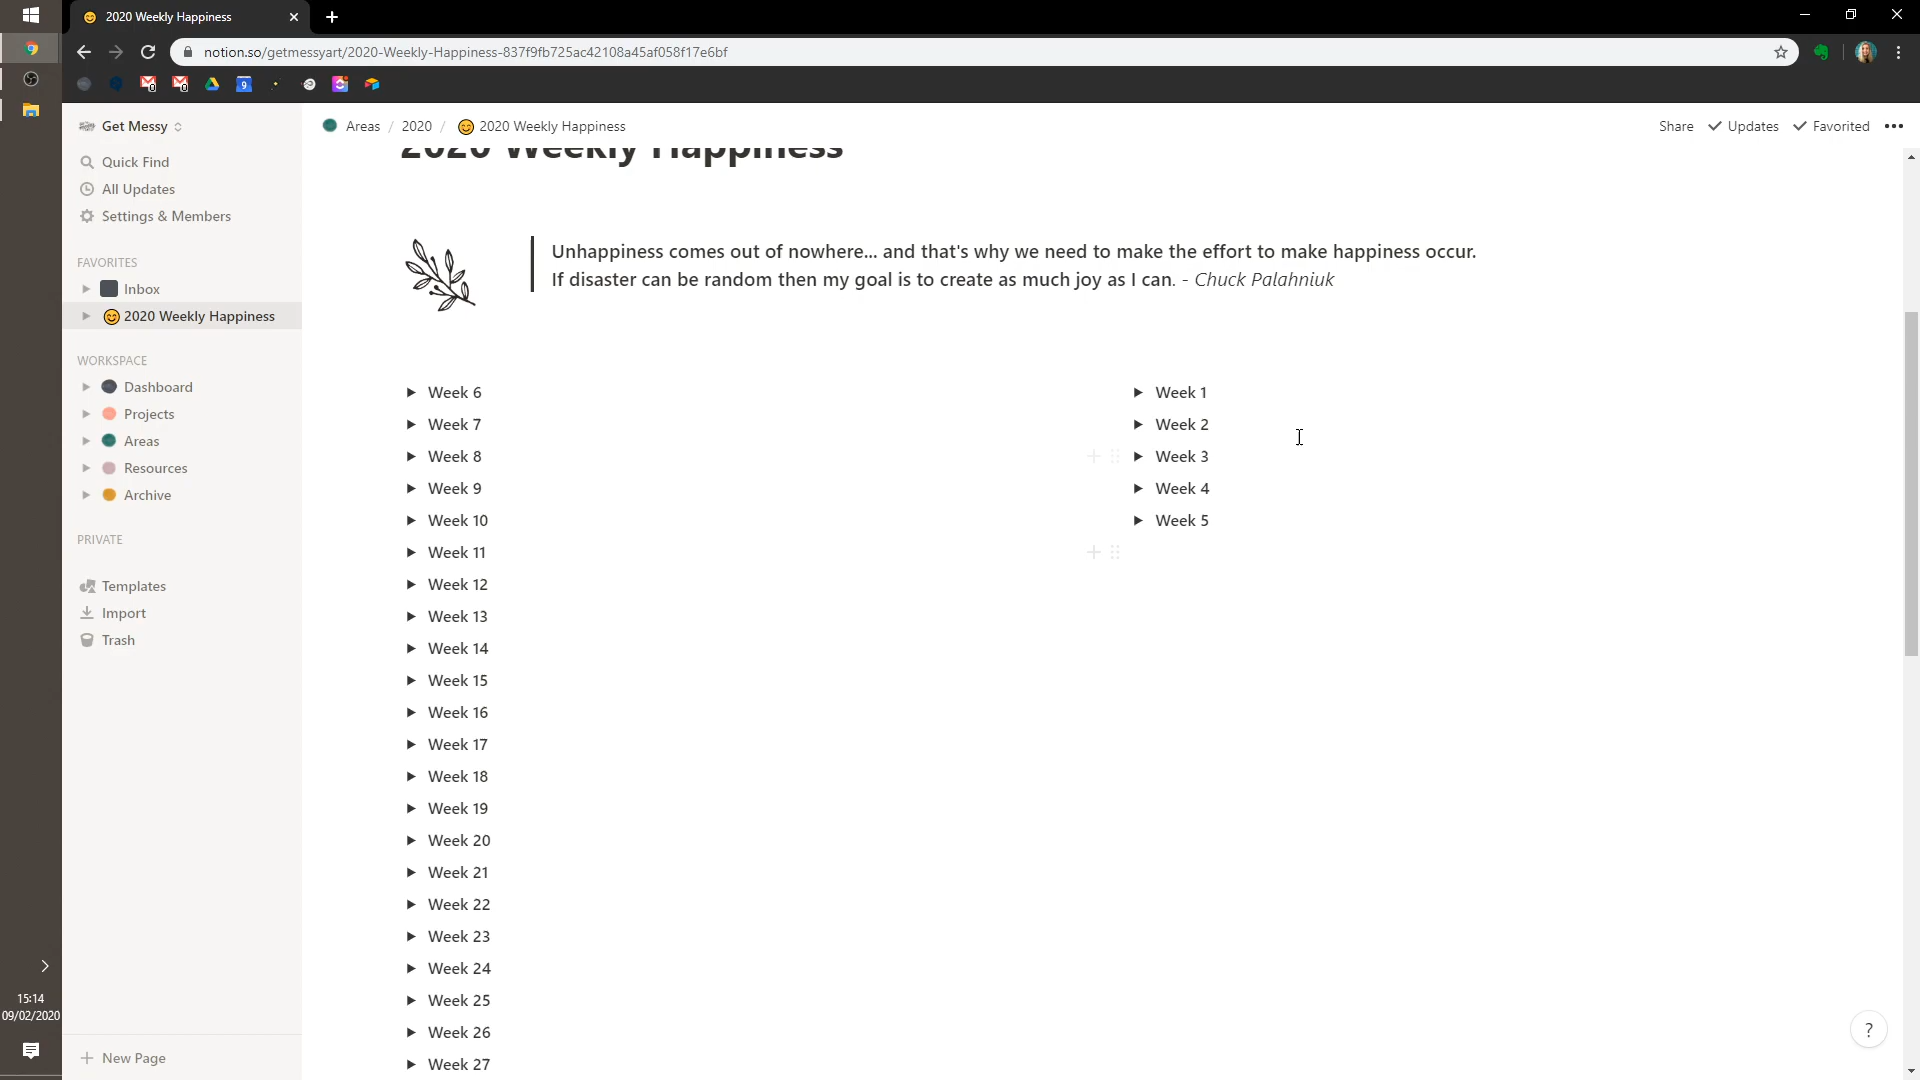 2020 Weekly Happiness
notion.so/getmessyart/2020-Weekly-Happiness-837f9fb725ac42108a45af058f17e6bf
0
0
9
Get Messy
Quick Find
All Updates
Settings & Members
FAVORITES
Inbox
2020 Weekly Happiness
WORKSPACE
Dashboard
Projects
Areas
Resources
Archive
PRIVATE
Templates
Import
Trash
New Page
15:14
09/02/2020
Areas / 2020 / 2020 Weekly Happiness
Share Updates Favorited
2020 Weekly Happiness
Unhappiness comes out of nowhere... and that's why we need to make the effort to make happiness occur.
If disaster can be random then my goal is to create as much joy as I can. - Chuck Palahniuk
Week 6
Week 7
Week 8
Week 9
Week 10
Week 11
Week 12
Week 13
Week 14
Week 15
Week 16
Week 17
Week 18
Week 19
Week 20
Week 21
Week 22
Week 23
Week 24
Week 25
Week 26
Week 27
Week 1
Week 2
Week 3
Week 4
Week 5
?